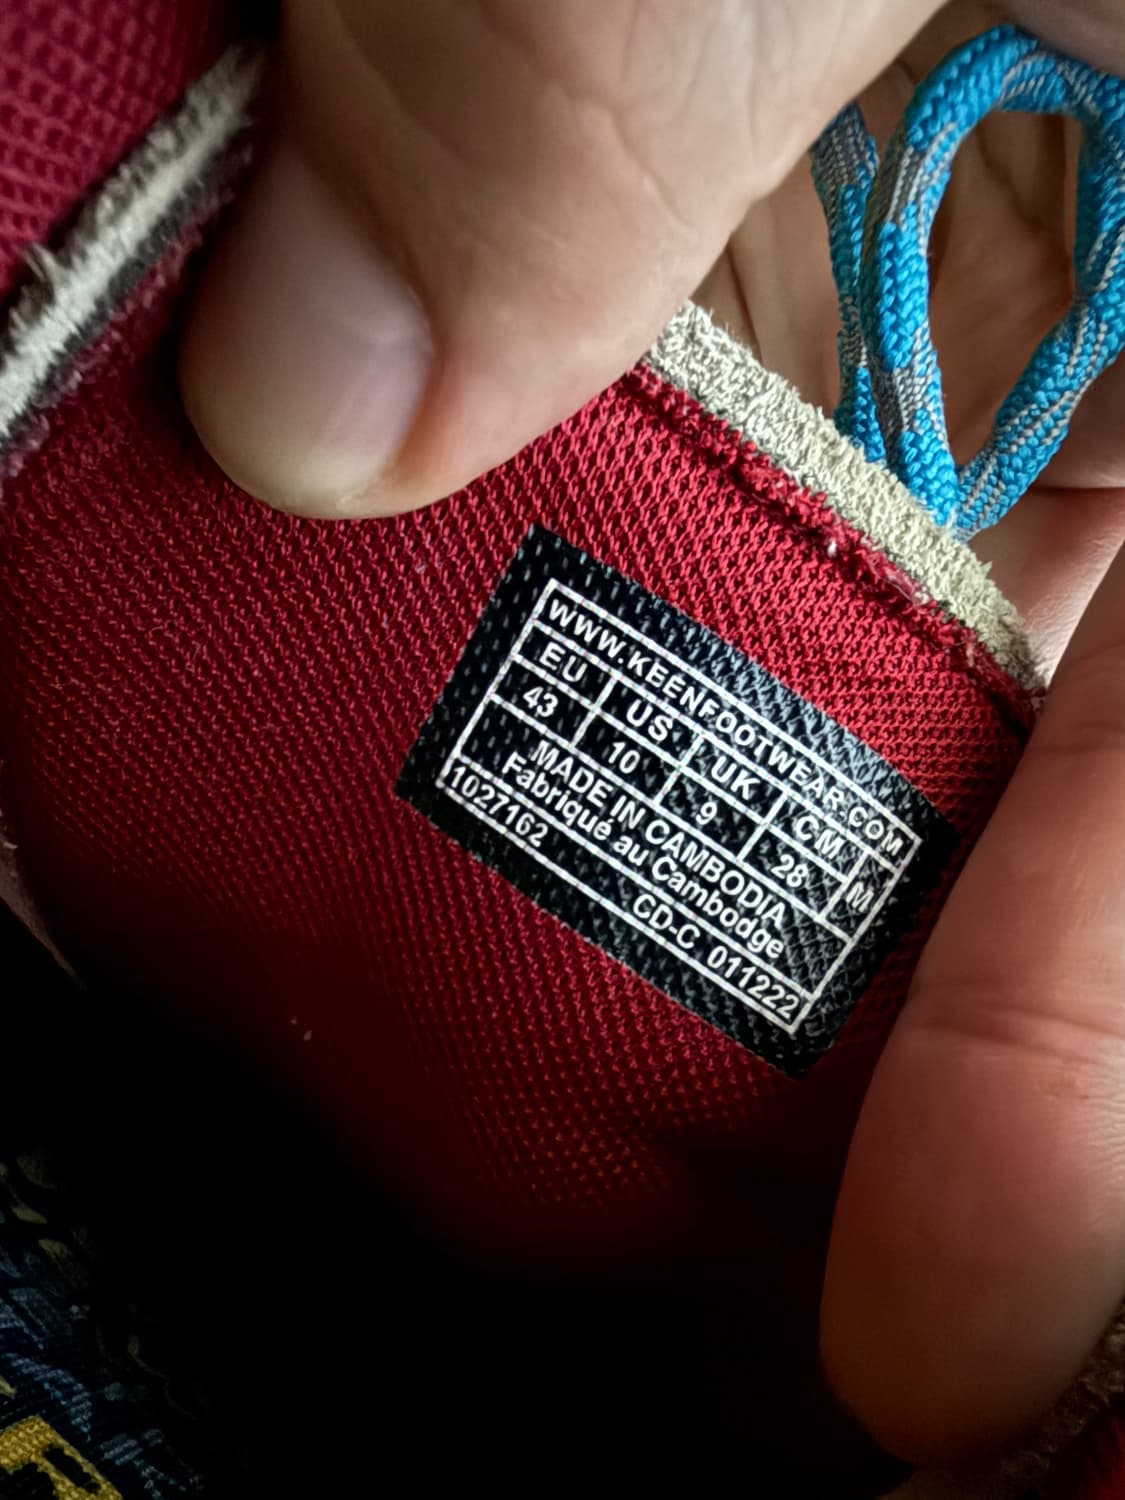 WWW.KEENFOOTWEAR.COM
EU US UK CM M
43 10 9 28
MADE IN CAMBODIA
Fabriqué au Cambodge
1027162 CD-C 011222